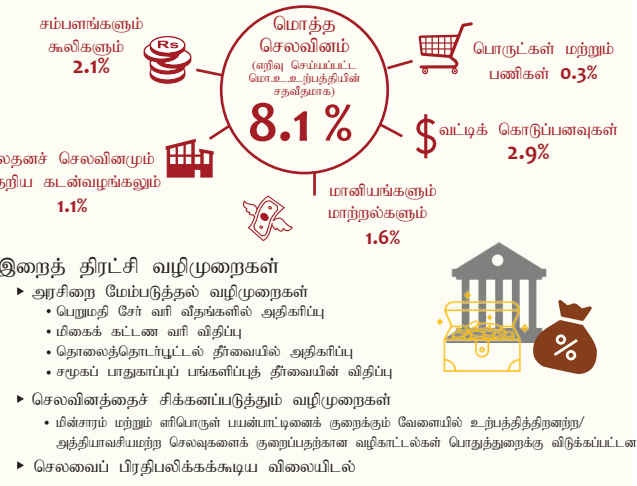 சம்பளங்களும்
கூலிகளும்
2.1%
Rs
மொத்த
செலவினம்
(எறிவு செய்யப்பட்ட
மொ.உ.உற்பத்தியின்
சதவீதமாக)
8.1 %
பொருட்கள் மற்றும்
பணிகள் 0.3%
$
வட்டிக் கொடுப்பனவுகள்
2.9%
செலவினமும்
கடன்வழங்கலும்
1.1%
மானியங்களும்
மாற்றல்களும்
1.6%
இறைத் திரட்சி வழிமுறைகள்
▶ அரசிறை மேம்படுத்தல் வழிமுறைகள்
• பெறுமதி சேர் வரி வீதங்களில் அதிகரிப்பு
• மிகைக் கட்டண வரி விதிப்பு
• தொலைத்தொடர்பூட்டல் தீர்வையில் அதிகரிப்பு
• சமூகப் பாதுகாப்புப் பங்களிப்புத் தீர்வையின் விதிப்பு
▶ செலவினத்தைச் சிக்கனப்படுத்தும் வழிமுறைகள்
• மின்சாரம் மற்றும் எரிபொருள் பயன்பாட்டினைக் குறைக்கும் வேளையில் உற்பத்தித்திறனற்ற/
அத்தியாவசியமற்ற செலவுகளைக் குறைப்பதற்கான வழிகாட்டல்கள் பொதுத்துறைக்கு விடுக்கப்பட்டன
▶ செலவைப் பிரதிபலிக்கக்கூடிய விலையிடல்
%